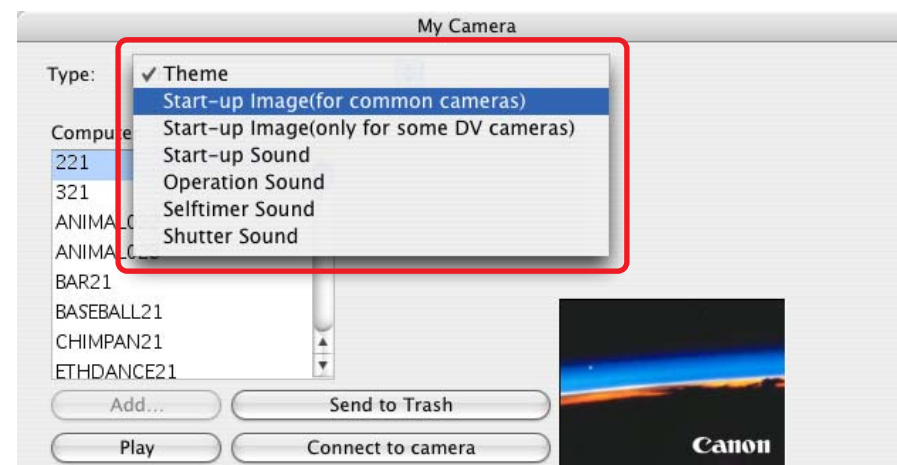 My Camera
Type:
✓ Theme
Start-up Image(for common cameras)
Start-up Image(only for some DV cameras)
Start-up Sound
Operation Sound
Selftimer Sound
Shutter Sound
221
321
BAR21
BASEBALL21
CHIMPAN21
ETHDANCE21
Add...
Send to Trash
Play
Connect to camera
Canon